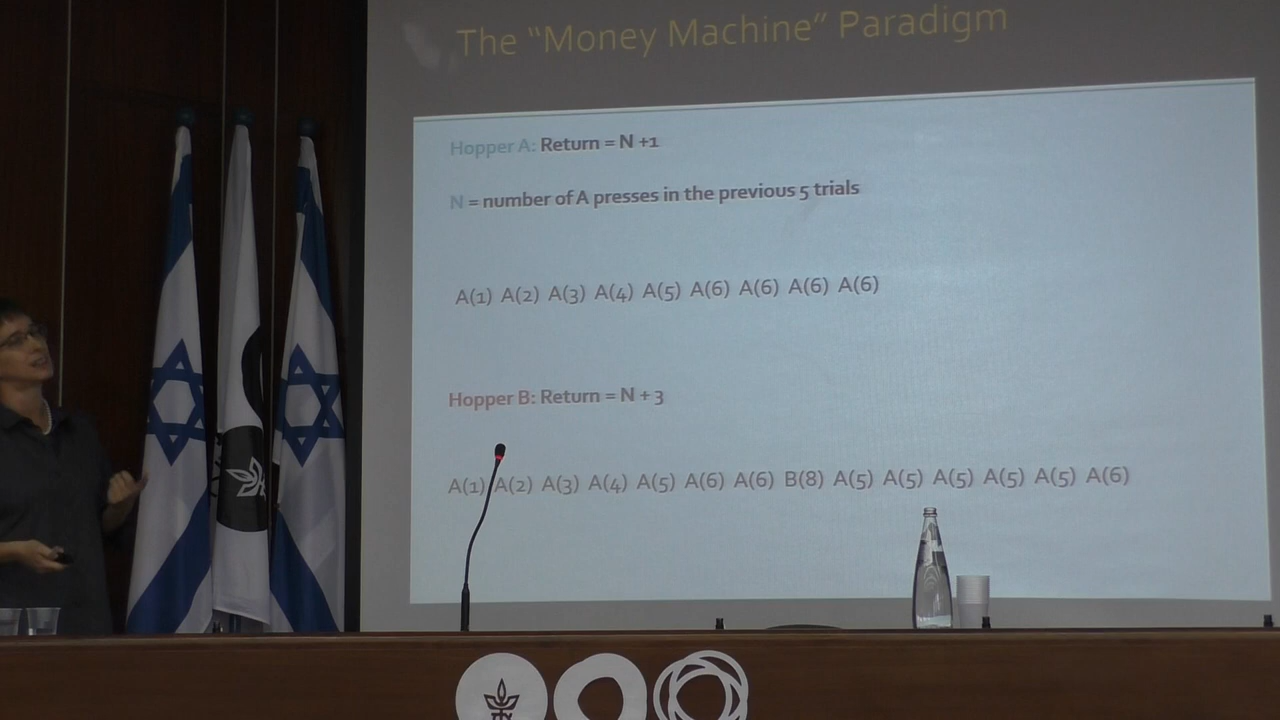 The “Money Machine” Paradigm
Hopper A: Return = N +1
N = number of A presses in the previous 5 trials
A(1) A(2) A(3) A(4) A(5) A(6) A(6) A(6) A(6)
Hopper B: Return = N + 3
A(1) A(2) A(3) A(4) A(5) A(6) A(6) B(8) A(5) A(5) A(5) A(5) A(5) A(6)